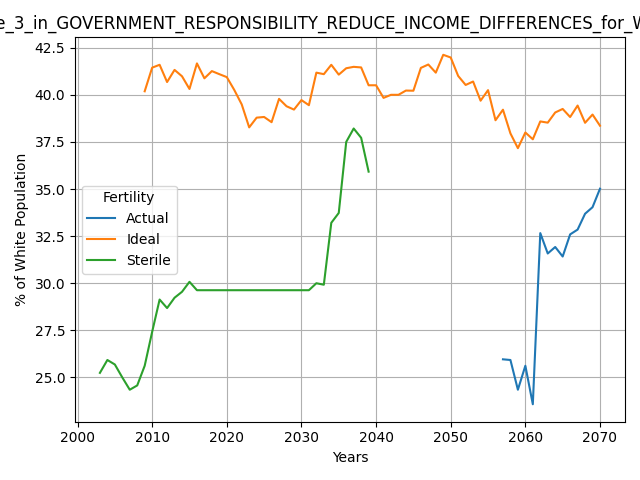 e_3_in_GOVERNMENT_RESPONSIBILITY_REDUCE_INCOME_DIFFERENCES_for_W
42.5
40.0
37.5
35.0
32.5
30.0
27.5
25.0
% of White Population
Fertility
Actual
Ideal
Sterile
2000 2010 2020 2030 2040 2050 2060 2070
Years